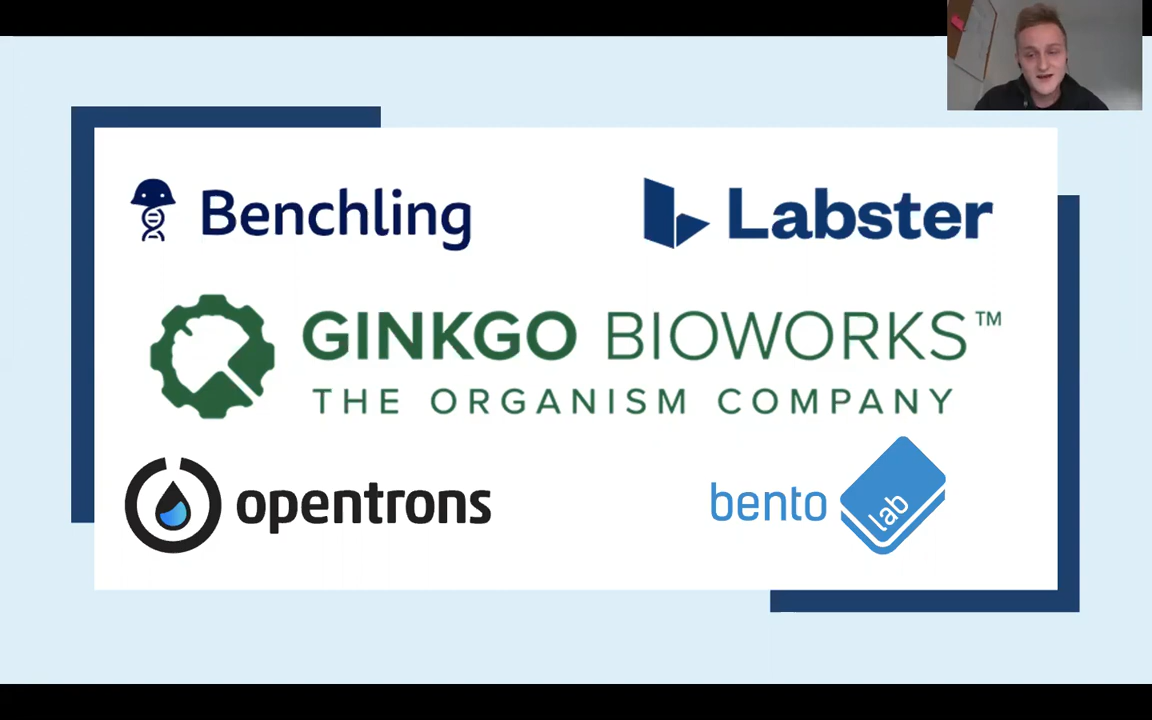 Benchling
Labster
GINKGO BIOWORKS™
THE ORGANISM COMPANY
opentrons
bento lab